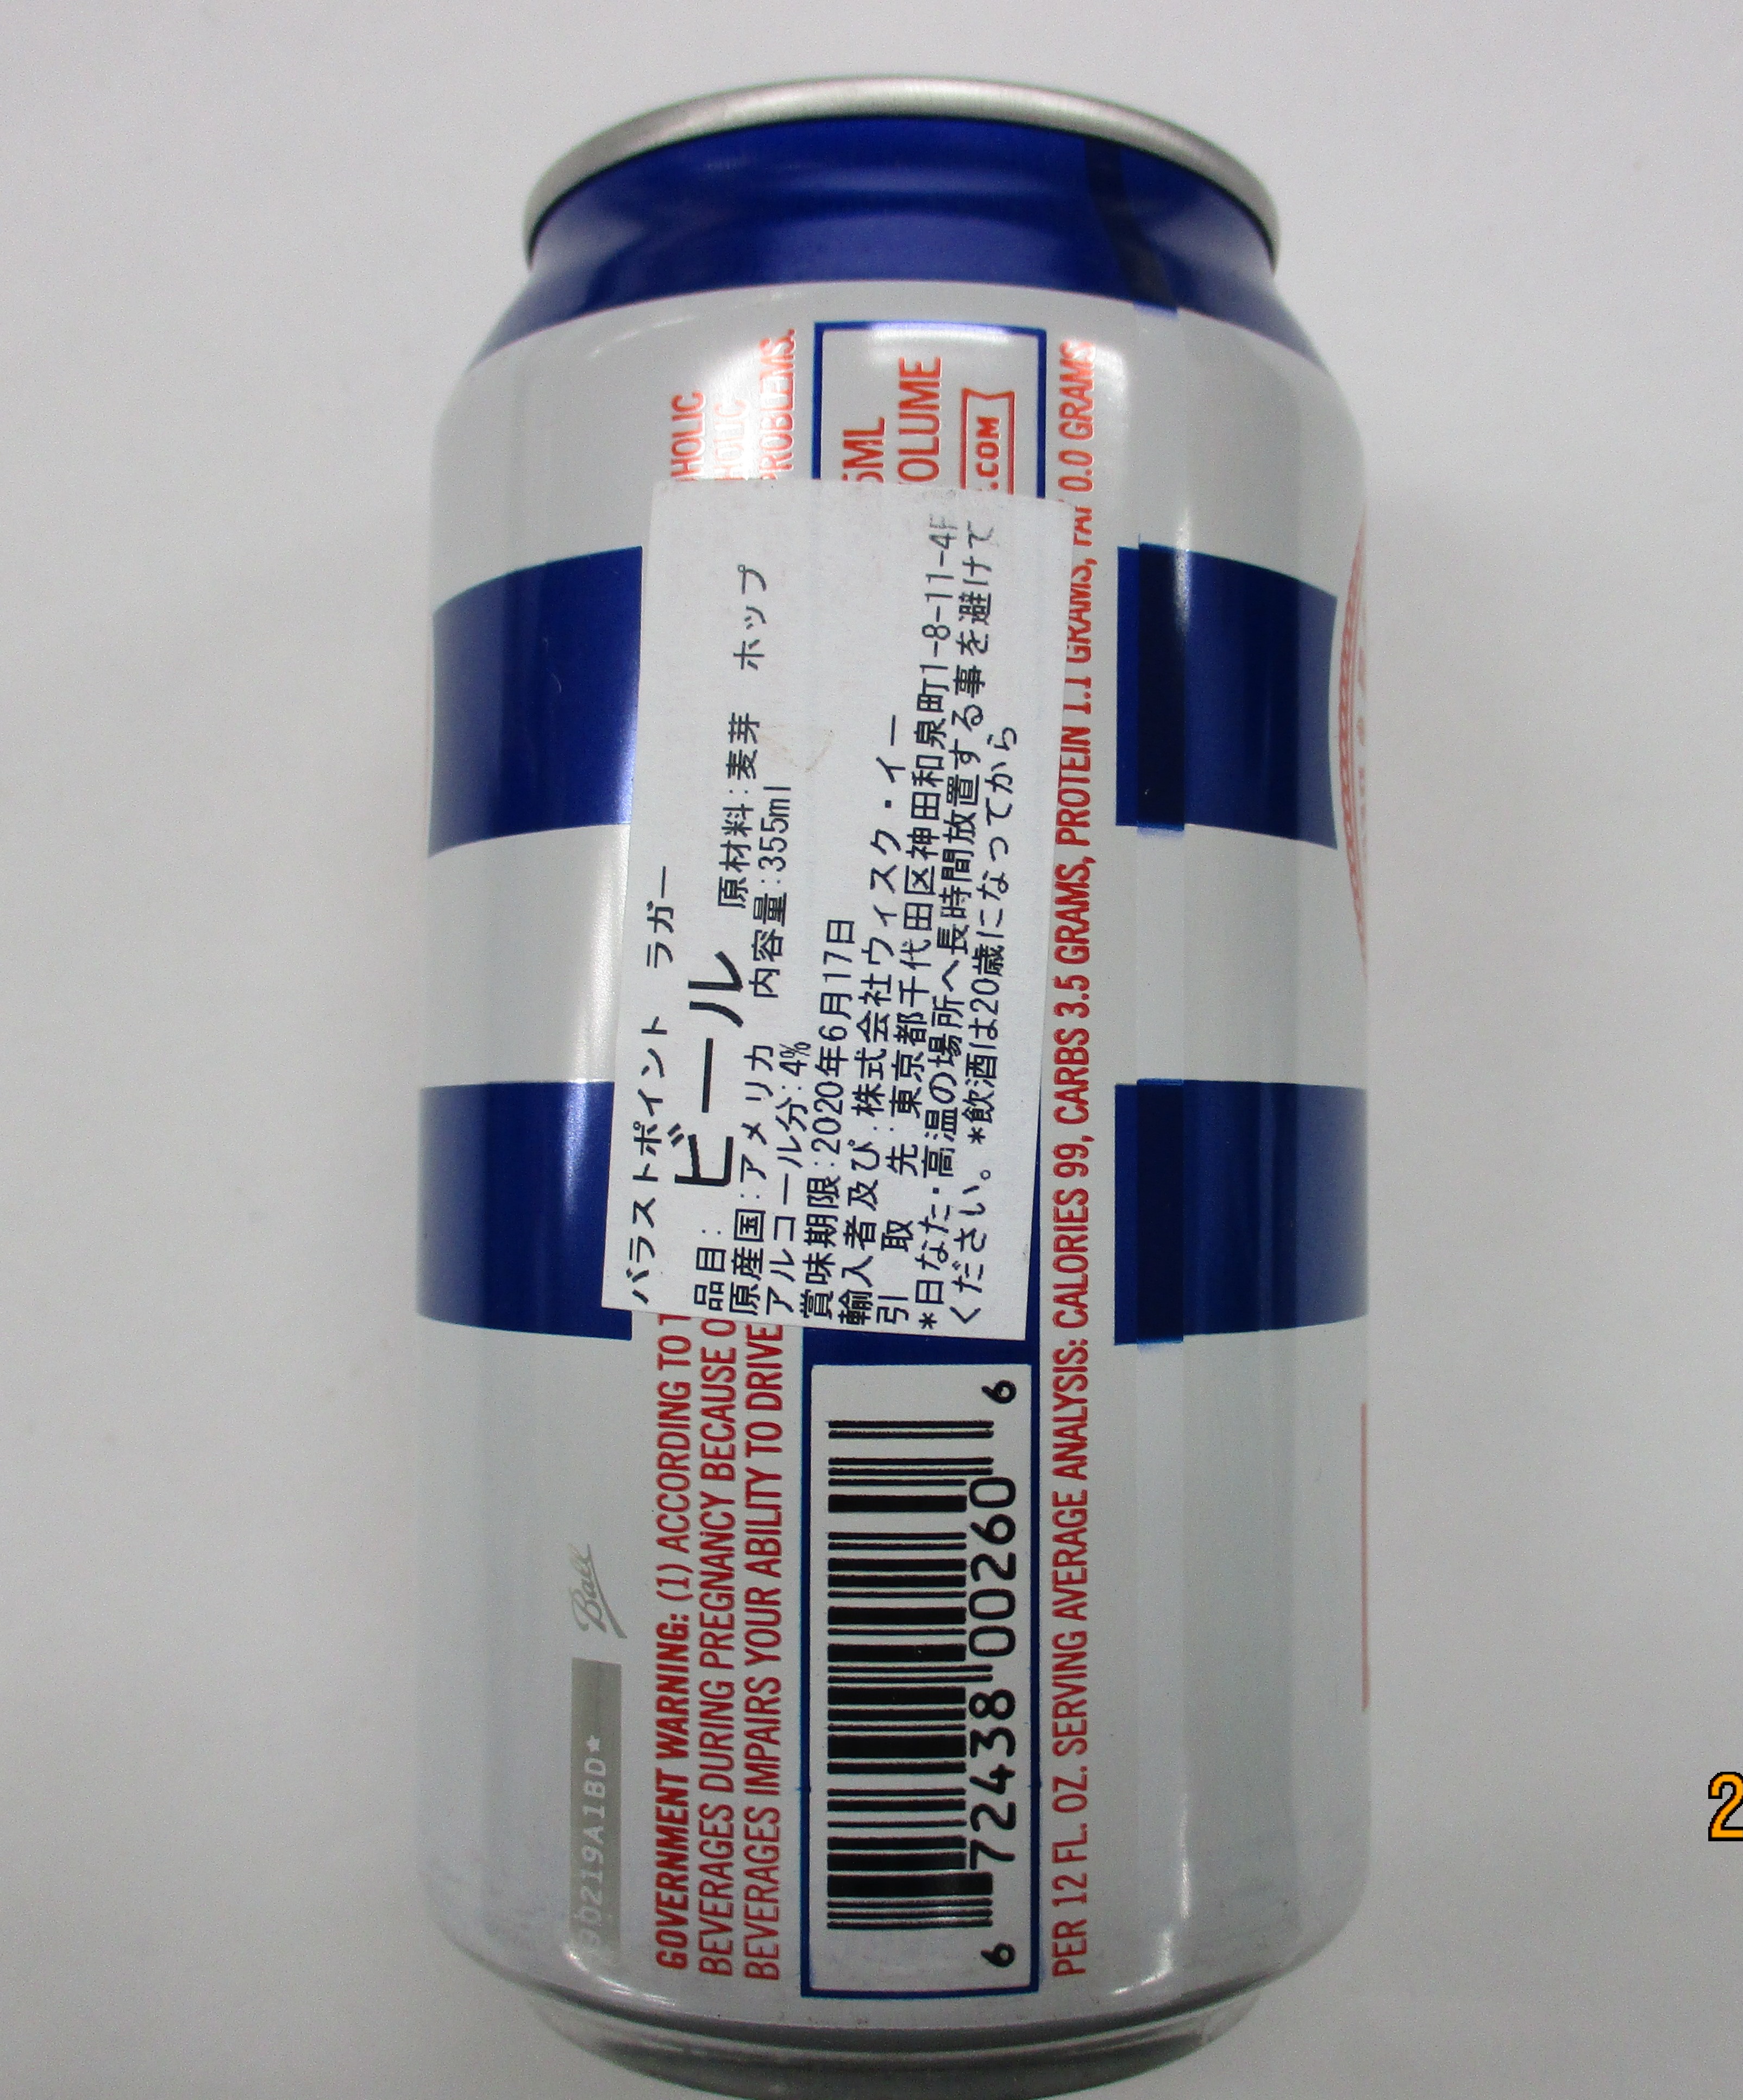 バラストポイント ラガー
品目: ビール
原産国:アメリカ 原材料:麦芽 ホップ
アルコール分:4% 内容量:355ml
賞味期限:2020年6月17日
輸入者及び:株式会社ウィスク・イー
引 取 先:東京都千代田区神田和泉町1-8-11-4F
*日なた・高温の場所へ長時間放置する事を避けて
ください。*飲酒は20歳になってから
Ball
GOVERNMENT WARNING: (1) ACCORDING TO
BEVERAGES DURING PREGNANCY BECAUSE
PROBLEMS.
BEVERAGES IMPAIRS YOUR ABILITY TO DRIVE
.COM
6 72438 00260 6
PER 12 FL. OZ. SERVING AVERAGE ANALYSIS: CALORIES 99, CARBS 3.5 GRAMS, PROTEIN 1.1 GRAMS, FAT 0.0 GRAMS
2